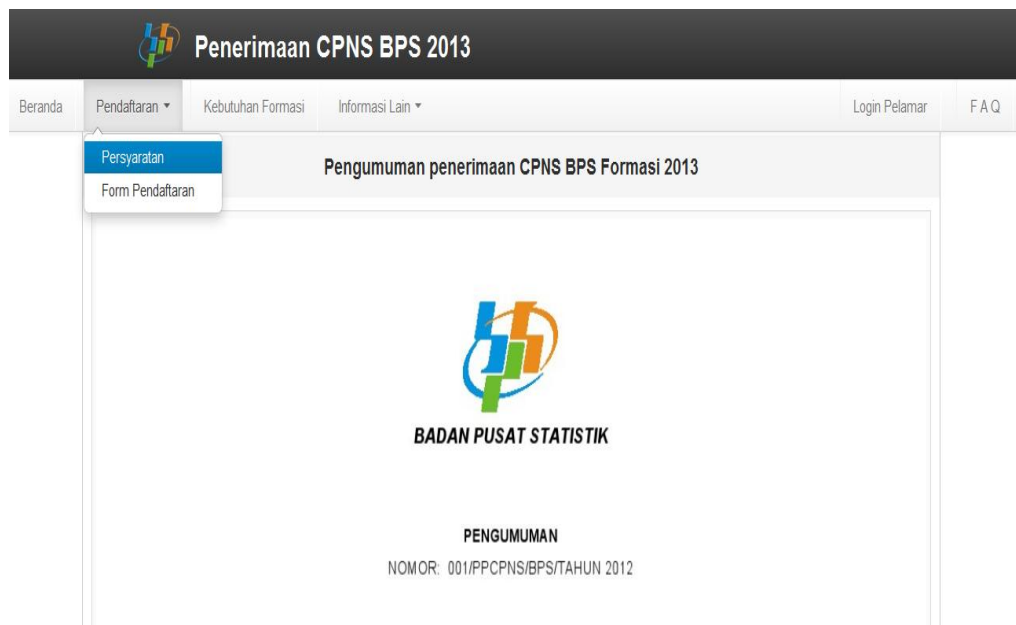 Penerimaan CPNS BPS 2013
Beranda Pendaftaran Kebutuhan Formasi Informasi Lain Login Pelamar F A Q
Persyaratan
Form Pendaftaran
Pengumuman penerimaan CPNS BPS Formasi 2013
BADAN PUSAT STATISTIK
PENGUMUMAN
NOMOR: 001/PPCPNS/BPS/TAHUN 2012